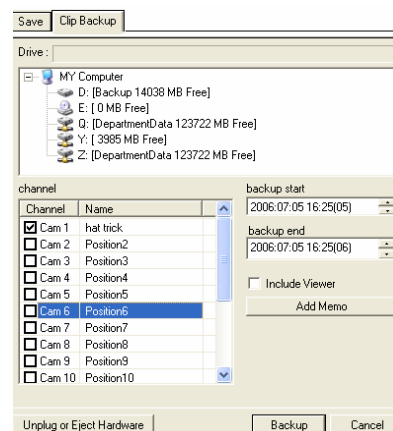 Save Clip Backup
Drive :
MY Computer
D: [Backup 14038 MB Free]
E: [ 0 MB Free]
Q: [DepartmentData 123722 MB Free]
Y: [ 3985 MB Free]
Z: [DepartmentData 123722 MB Free]
channel
Channel Name
Cam 1 hat trick
Cam 2 Position2
Cam 3 Position3
Cam 4 Position4
Cam 5 Position5
Cam 6 Position6
Cam 7 Position7
Cam 8 Position8
Cam 9 Position9
Cam 10 Position10
backup start
2006:07:05 16:25(05)
backup end
2006:07:05 16:25(06)
Include Viewer
Add Memo
Unplug or Eject Hardware Backup Cancel